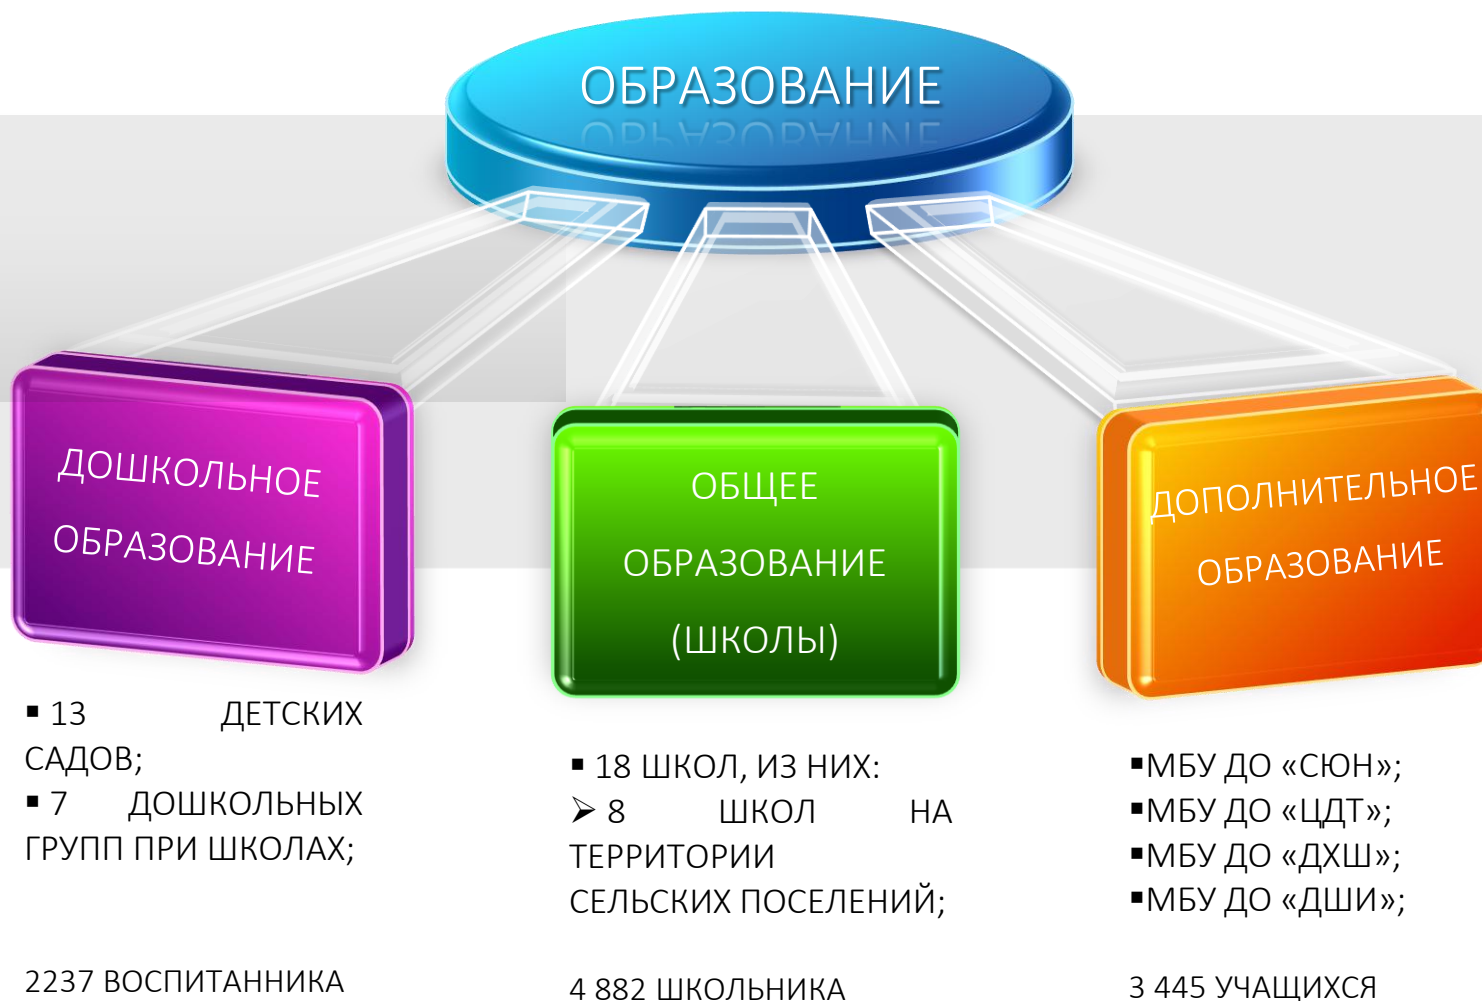 ОБРАЗОВАНИЕ
ДОШКОЛЬНОЕ
ОБРАЗОВАНИЕ
ОБЩЕЕ
ОБРАЗОВАНИЕ
(ШКОЛЫ)
ДОПОЛНИТЕЛЬНОЕ
ОБРАЗОВАНИЕ
▪ 13 ДЕТСКИХ
САДОВ;
▪ 7 ДОШКОЛЬНЫХ
ГРУПП ПРИ ШКОЛАХ;
2237 ВОСПИТАННИКА
▪ 18 ШКОЛ, ИЗ НИХ:
➢ 8 ШКОЛ НА
ТЕРРИТОРИИ
СЕЛЬСКИХ ПОСЕЛЕНИЙ;
4 882 ШКОЛЬНИКА
▪МБУ ДО «СЮН»;
▪МБУ ДО «ЦДТ»;
▪МБУ ДО «ДХШ»;
▪МБУ ДО «ДШИ»;
3 445 УЧАЩИХСЯ